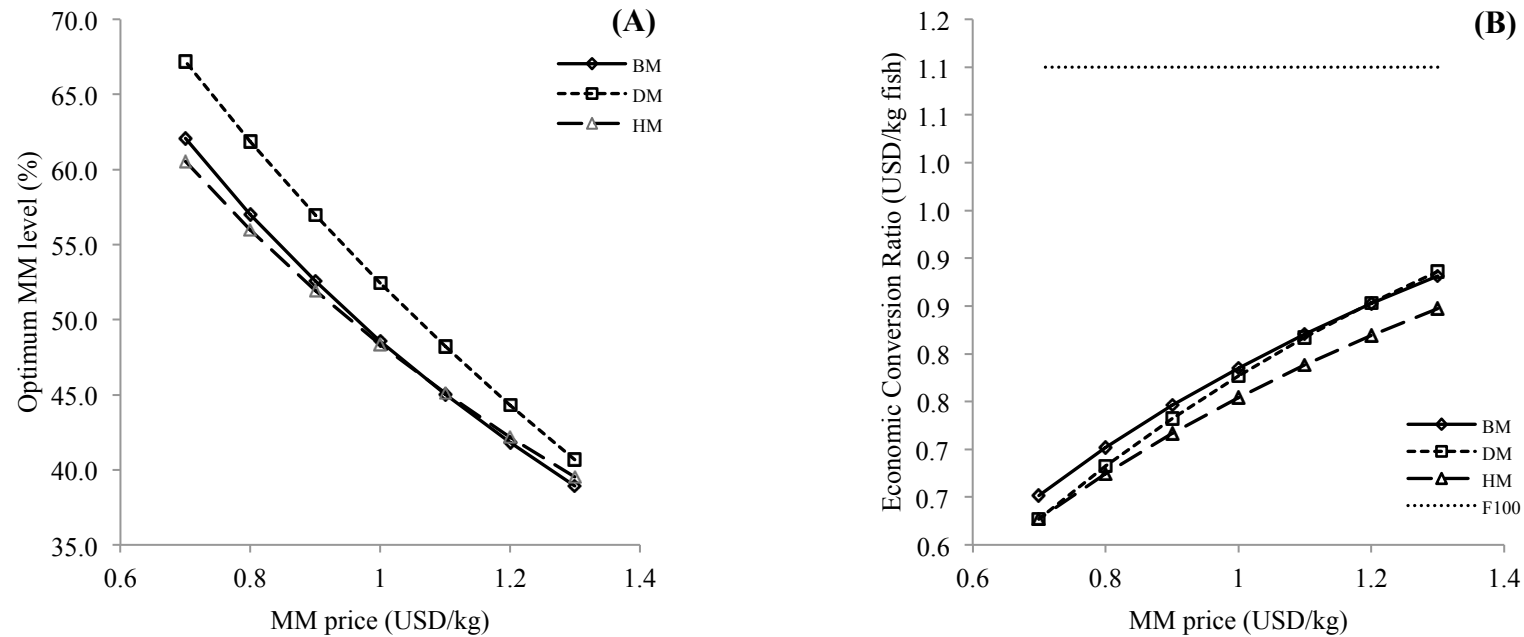 (A)
70.0
65.0
60.0
55.0
50.0
45.0
40.0
35.0
Optimum MM level (%)
0.6
0.8
1
1.2
1.4
MM price (USD/kg)
BM
DM
HM
(B)
1.2
1.1
1.1
1.0
1.0
0.9
0.9
0.8
0.8
0.7
0.7
0.6
Economic Conversion Ratio (USD/kg fish)
0.6
0.8
1
1.2
1.4
MM price (USD/kg)
BM
DM
HM
F100